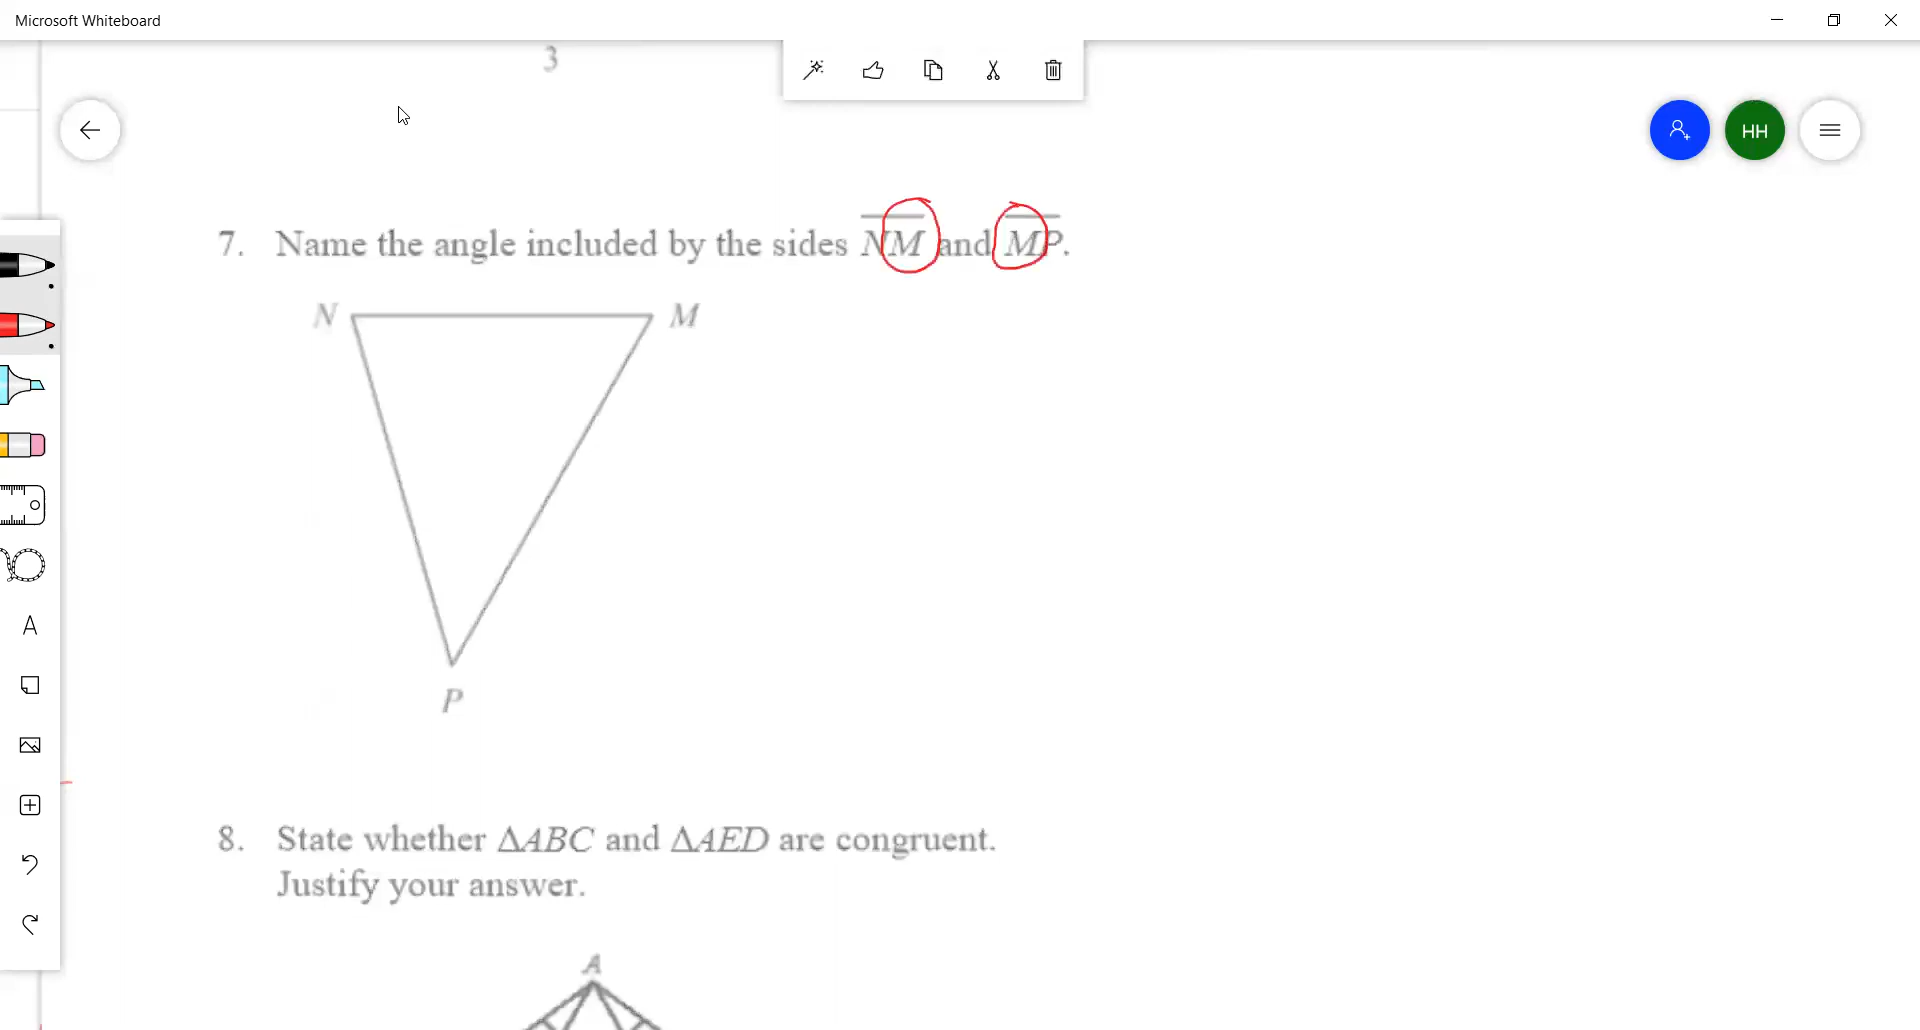 Microsoft Whiteboard
3
HH
7. Name the angle included by the sides NM and MP.
N
M
P
A
8. State whether ΔABC and ΔAED are congruent.
Justify your answer.
A